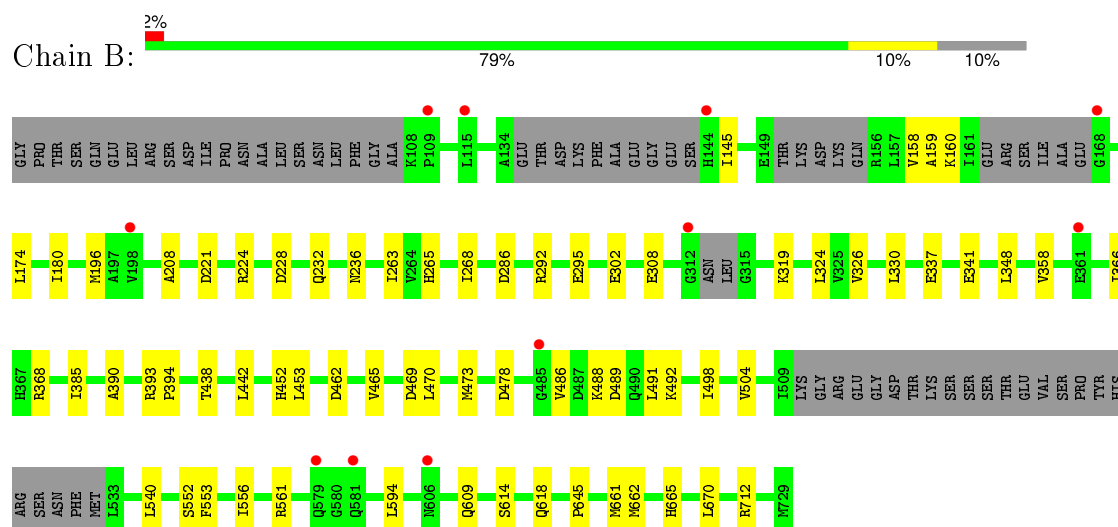 2%
Chain B:
79% 10% 10%
GLY PRO THR SER GLN GLU LEU ARG SER ASP ILE PRO ASN ALA LEU SER ASN LEU PHE GLY ALA K108 P109 L115 A134 GLU THR ASP LYS PHE ALA GLU GLY GLU SER H144 I145 E149 THR LYS ASP LYS GLN R156 L157 V158 A159 K160 I161 GLU ARG SER ILE ALA GLU G168
L174 I180 M196 A197 V198 A208 D221 R224 D228 Q232 N236 I263 V264 H265 I268 D286 R292 E295 E302 E308 G312 ASN LEU G315 K319 L324 V325 V326 L330 E337 E341 L348 V358 E361 I366
H367 R368 I385 A390 R393 P394 T438 L442 H452 L453 D462 V465 D469 L470 M473 D478 G485 V486 D487 K488 D489 Q490 L491 K492 I498 V504 I509 LYS GLY ARG GLU GLY ASP THR LYS SER SER SER THR GLU VAL SER PRO TYR HIS
ARG SER ASN PHE MET L533 L540 S552 F553 I556 R561 Q579 G580 Q581 L594 N606 Q609 S614 Q618 P645 M661 M662 H665 L670 R712 M729